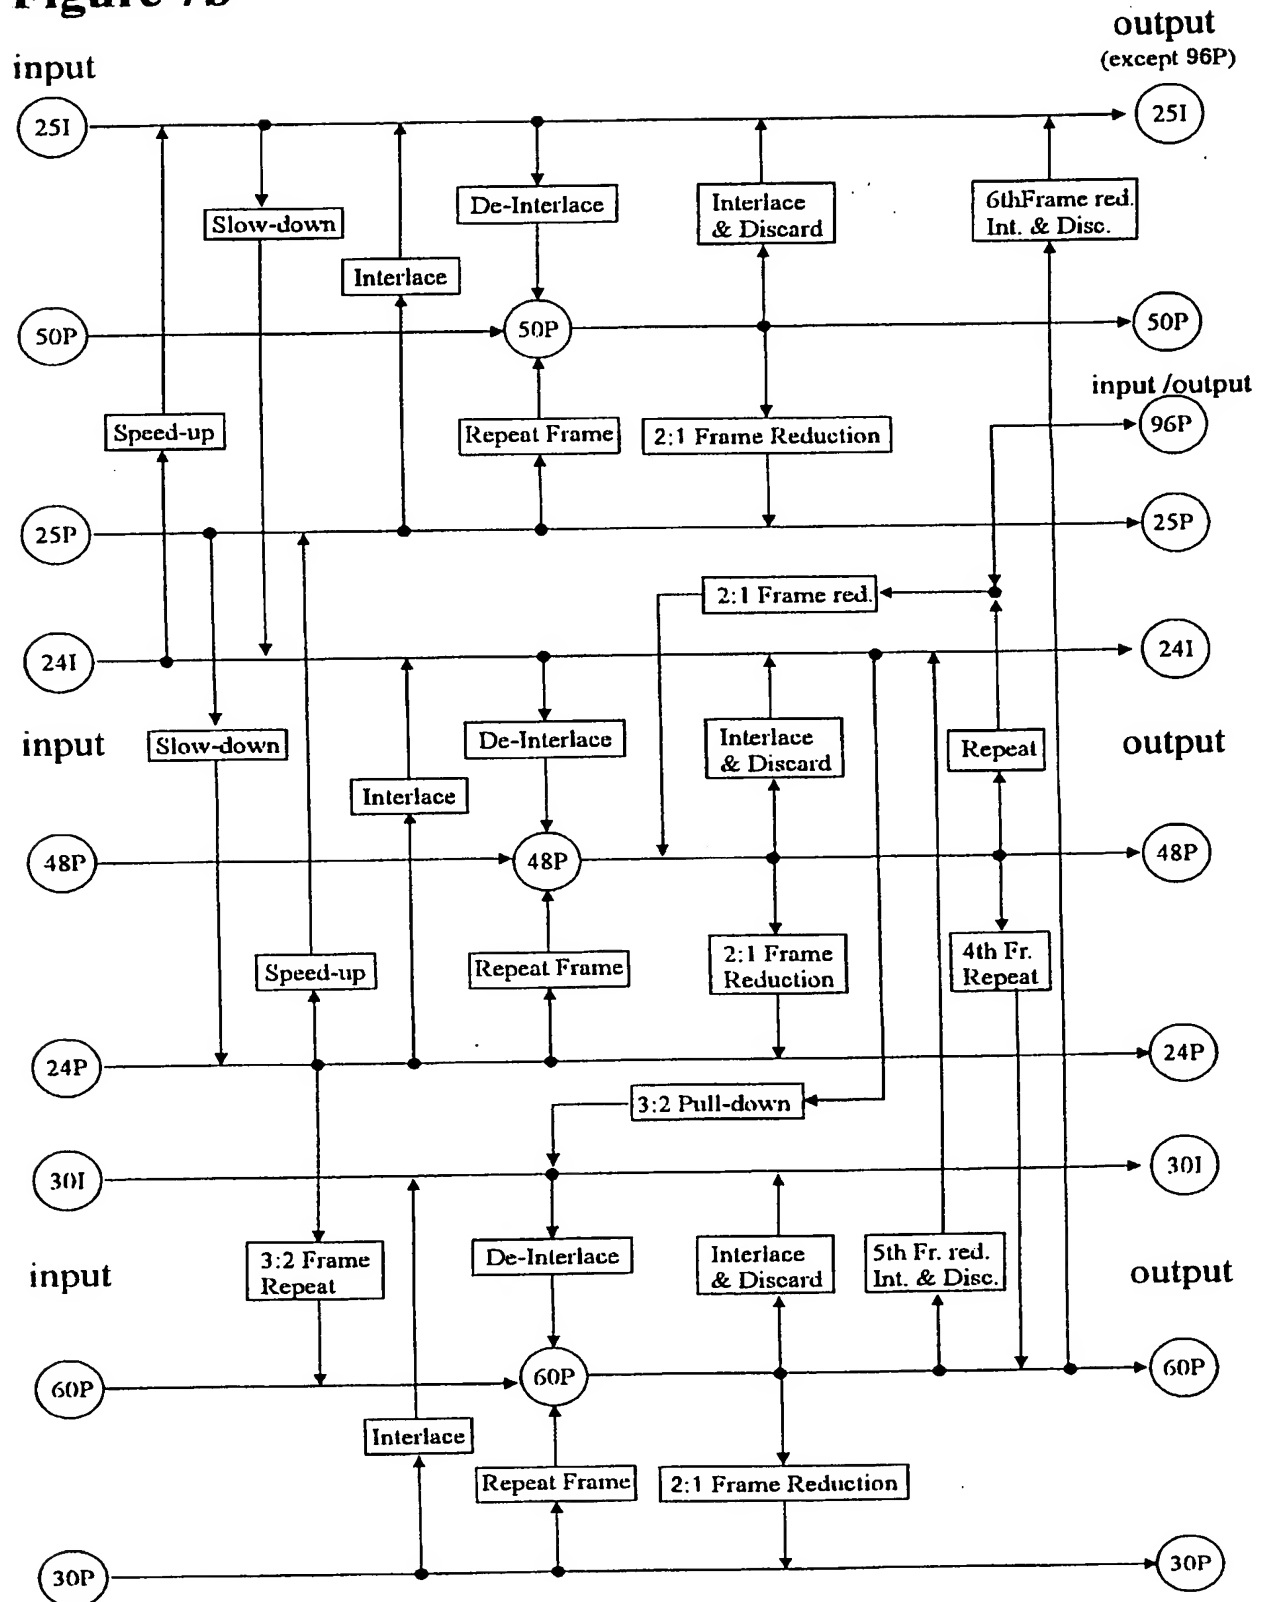 Figure 7b
output
(except 96P)
input
25I
25I
Slow-down
De-Interlace
Interlace
& Discard
6thFrame red.
Int. & Disc.
Interlace
50P
50P
50P
input /output
96P
Speed-up
Repeat Frame
2:1 Frame Reduction
25P
25P
2:1 Frame red.
24I
24I
input
Slow-down
De-Interlace
Interlace
& Discard
Repeat
output
Interlace
48P
48P
48P
Speed-up
Repeat Frame
2:1 Frame
Reduction
4th Fr.
Repeat
24P
24P
3:2 Pull-down
30I
30I
input
3:2 Frame
Repeat
De-Interlace
Interlace
& Discard
5th Fr. red.
Int. & Disc.
output
60P
60P
60P
Interlace
Repeat Frame
2:1 Frame Reduction
30P
30P